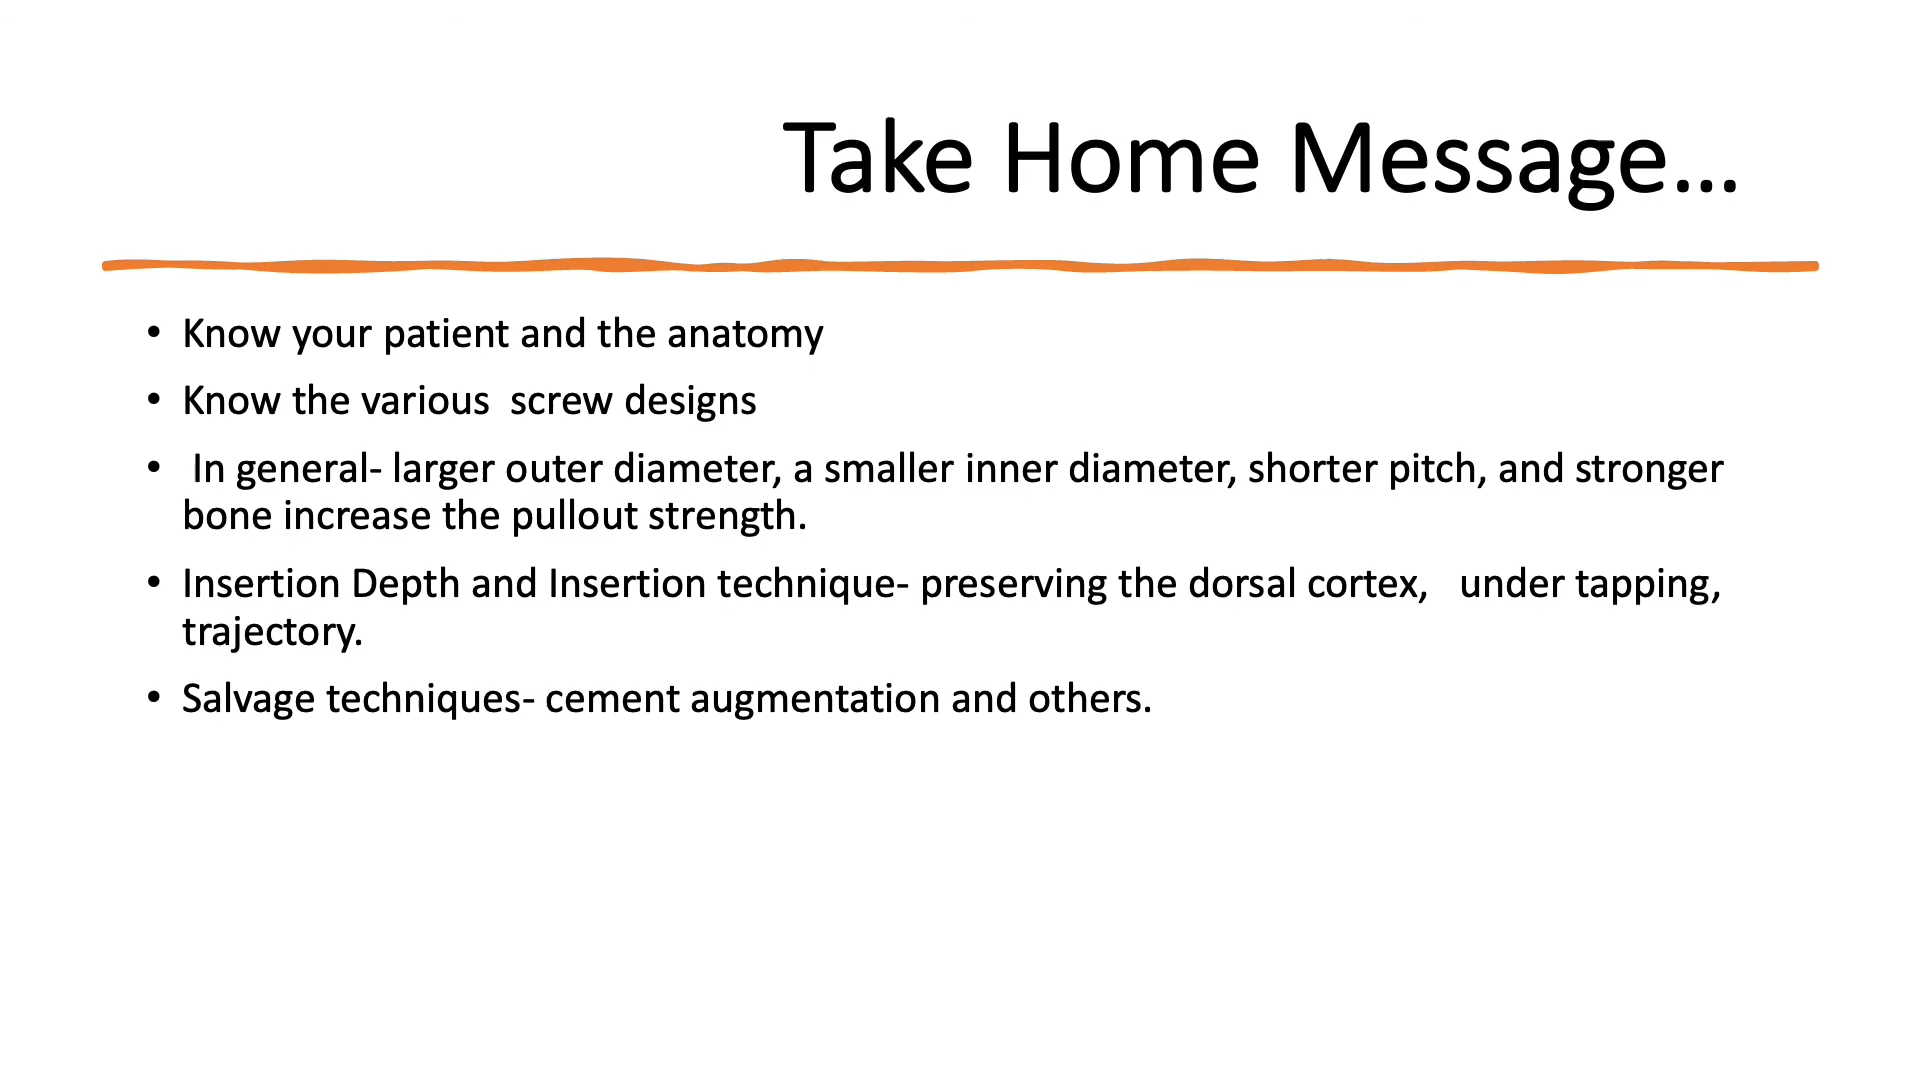 Take Home Message...
• Know your patient and the anatomy
• Know the various  screw designs
•  In general- larger outer diameter, a smaller inner diameter, shorter pitch, and stronger
bone increase the pullout strength.
• Insertion Depth and Insertion technique- preserving the dorsal cortex,   under tapping,
trajectory.
• Salvage techniques- cement augmentation and others.